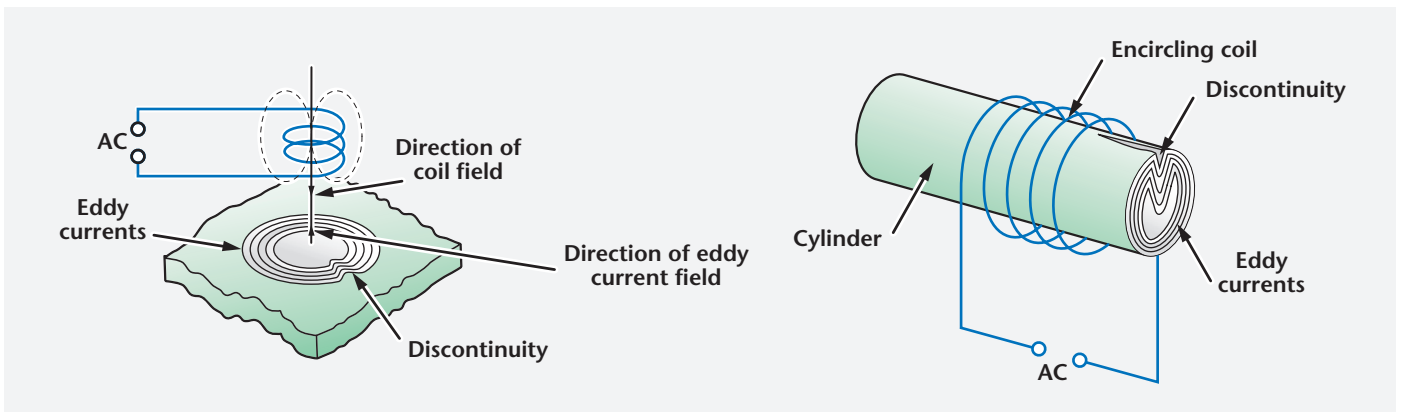 AC
Direction of
coil field
Eddy
currents
Direction of eddy
current field
Discontinuity
Encircling coil
Discontinuity
Cylinder
Eddy
currents
AC